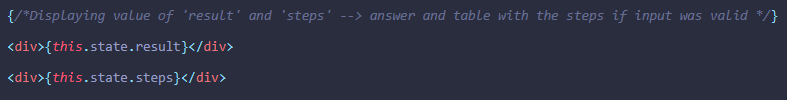 {/*Displaying value of 'result' and 'steps' --> answer and table with the steps if input was valid */}
<div>{this.state.result}</div>
<div>{this.state.steps}</div>